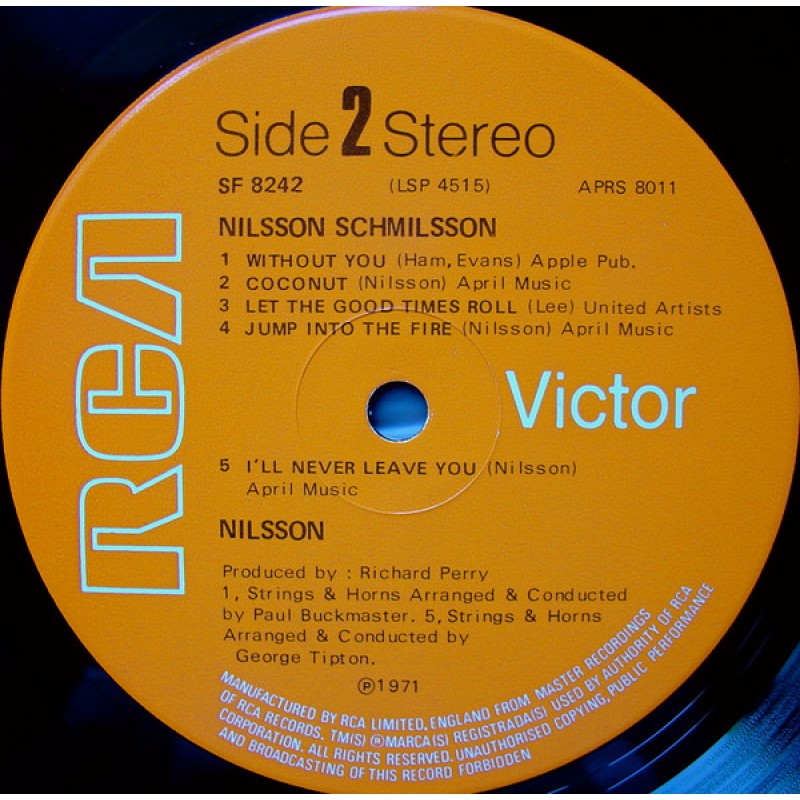 Side 2 Stereo
SF 8242 (LSP 4515) APRS 8011
NILSSON SCHMILSSON
1 WITHOUT YOU (Ham, Evans) Apple Pub.
2 COCONUT (Nilsson) April Music
3 LET THE GOOD TIMES ROLL (Lee) United Artists
4 JUMP INTO THE FIRE (Nilsson) April Music
RCA
Victor
5 I'LL NEVER LEAVE YOU (Nilsson)
April Music
NILSSON
Produced by : Richard Perry
1, Strings & Horns Arranged & Conducted
by Paul Buckmaster. 5, Strings & Horns
Arranged & Conducted by
George Tipton.
℗1971
MANUFACTURED BY RCA LIMITED, ENGLAND FROM MASTER RECORDINGS
OF RCA RECORDS. TM(S) ® MARCA(S) REGISTRADA(S) USED BY AUTHORITY OF RCA
CORPORATION. ALL RIGHTS RESERVED. UNAUTHORISED COPYING, PUBLIC PERFORMANCE
AND BROADCASTING OF THIS RECORD FORBIDDEN